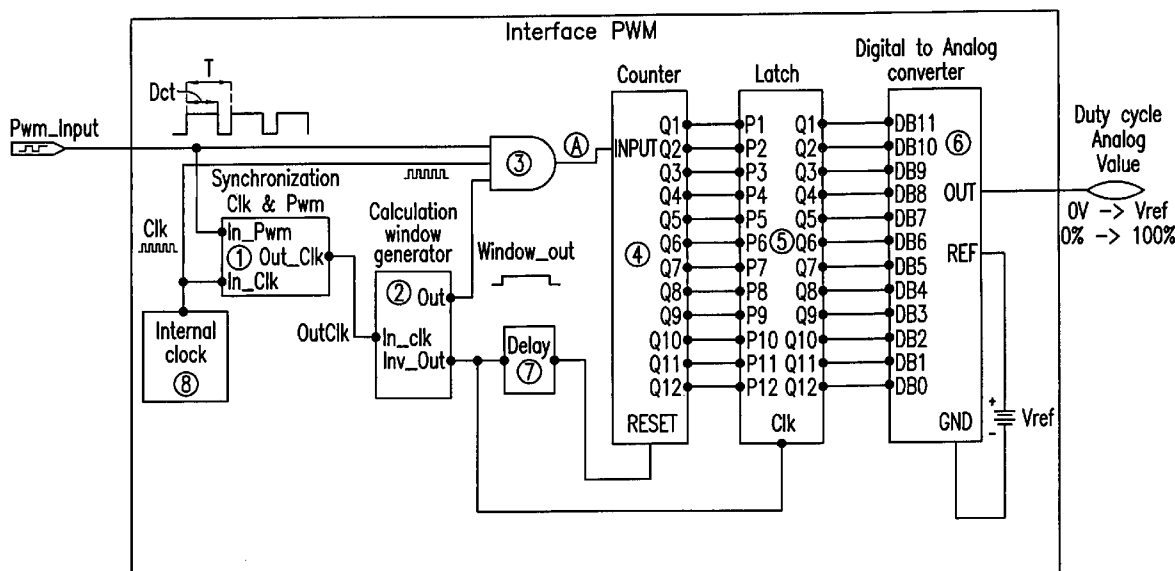 Interface PWM
T
Dct
Pwm_Input
Synchronization
Clk & Pwm
Clk
In_Pwm
①
Out_Clk
In_Clk
Internal
clock
⑧
Calculation
window
generator
②
Out
OutClk
In_clk
Inv_Out
③
A
Window_out
Delay
⑦
Counter
INPUT
④
Q1
Q2
Q3
Q4
Q5
Q6
Q7
Q8
Q9
Q10
Q11
Q12
RESET
Latch
P1 Q1
P2 Q2
P3 Q3
P4 Q4
P5 Q5
P6 ⑤ Q6
P7 Q7
P8 Q8
P9 Q9
P10 Q10
P11 Q11
P12 Q12
Clk
Digital to Analog
converter
DB11
DB10
⑥
DB9
DB8
OUT
DB7
DB6
REF
DB5
DB4
DB3
DB2
DB1
DB0
GND
+
-
Vref
Duty cycle
Analog
Value
0V -> Vref
0% -> 100%